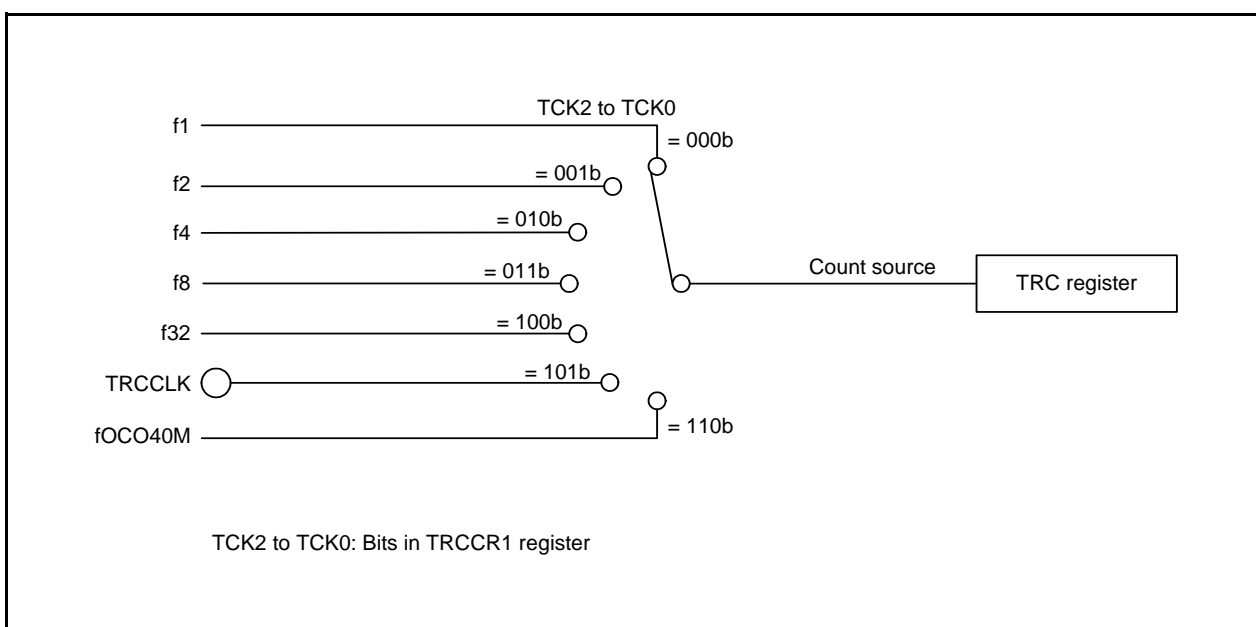 TCK2 to TCK0
f1
= 000b
f2
= 001b
f4
= 010b
f8
= 011b
Count source
TRC register
f32
= 100b
TRCCLK
= 101b
fOCO40M
= 110b
TCK2 to TCK0: Bits in TRCCR1 register